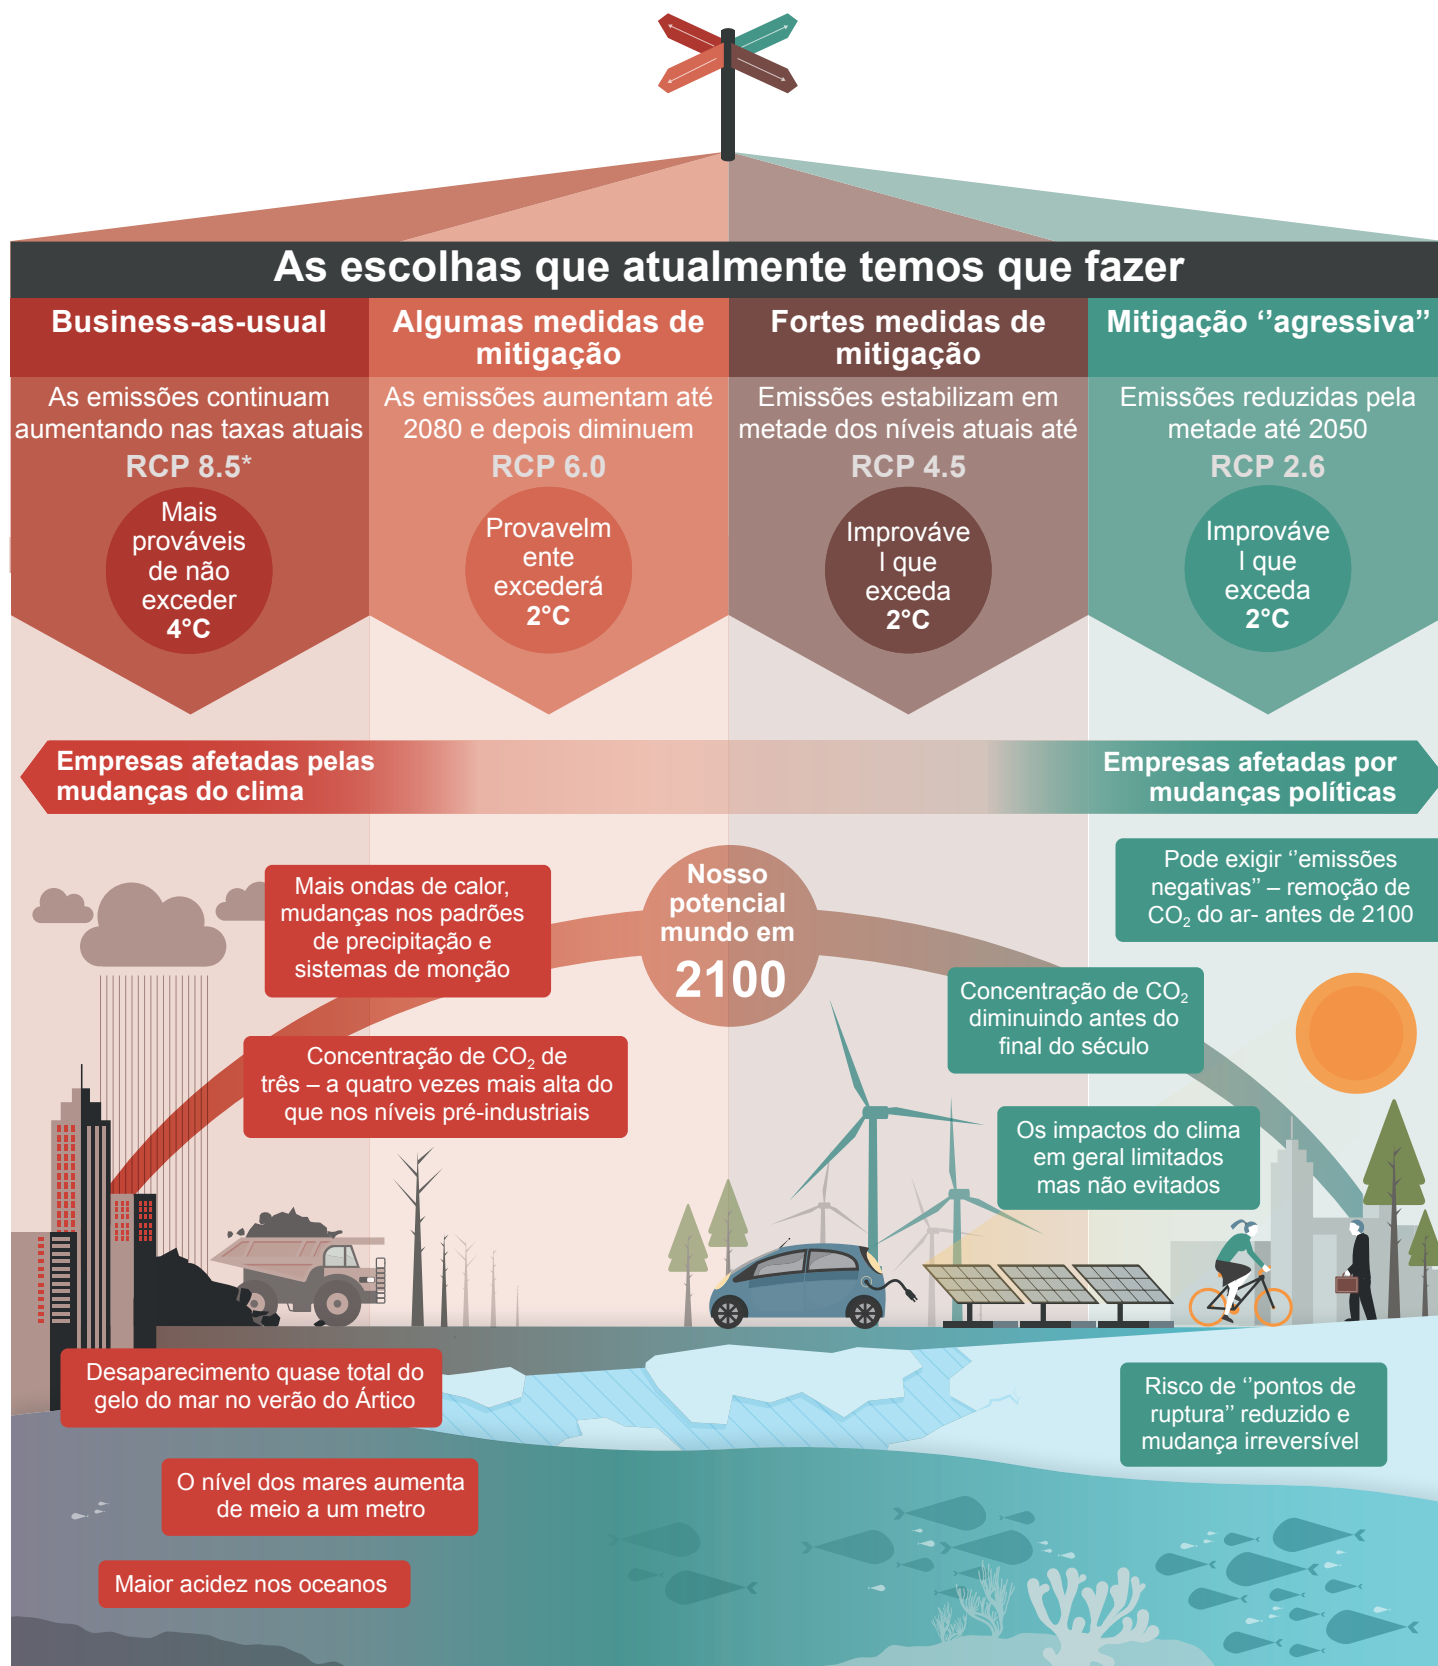 As escolhas que atualmente temos que fazer
Business-as-usual
As emissões continuam
aumentando nas taxas atuais
RCP 8.5*
Mais
prováveis
de não
exceder
4°C
Algumas medidas de
mitigação
As emissões aumentam até
2080 e depois diminuem
RCP 6.0
Provavelm
ente
excederá
2°C
Fortes medidas de
mitigação
Emissões estabilizam em
metade dos níveis atuais até
RCP 4.5
Improváve
l que
exceda
2°C
Mitigação ‘’agressiva’’
Emissões reduzidas pela
metade até 2050
RCP 2.6
Improváve
l que
exceda
2°C
Empresas afetadas pelas
mudanças do clima
Empresas afetadas por
mudanças políticas
Nosso
potencial
mundo em
2100
Mais ondas de calor,
mudanças nos padrões
de precipitação e
sistemas de monção
Concentração de CO₂ de
três – a quatro vezes mais alta do
que nos níveis pré-industriais
Pode exigir ‘’emissões
negativas’’ – remoção de
CO₂ do ar- antes de 2100
Concentração de CO₂
diminuindo antes do
final do século
Os impactos do clima
em geral limitados
mas não evitados
Desaparecimento quase total do
gelo do mar no verão do Ártico
O nível dos mares aumenta
de meio a um metro
Maior acidez nos oceanos
Risco de ‘’pontos de
ruptura’’ reduzido e
mudança irreversível